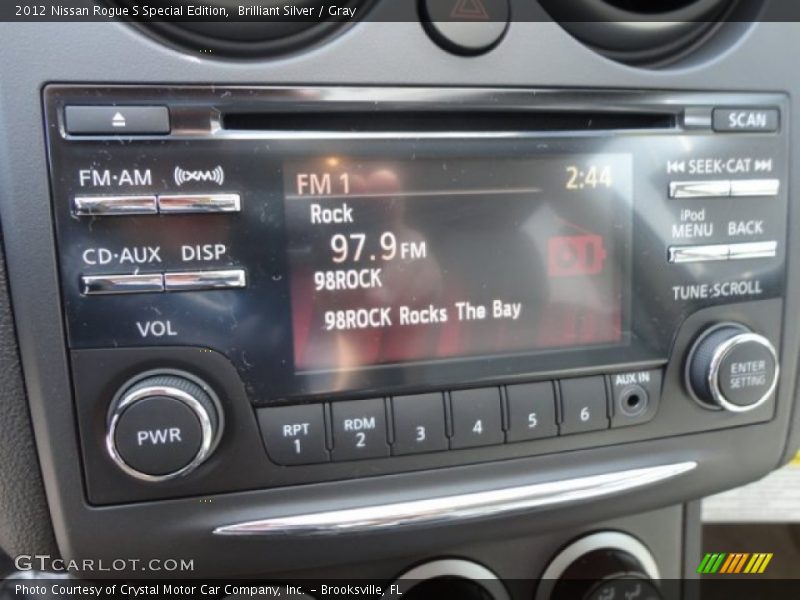 2012 Nissan Rogue S Special Edition,  Brilliant Silver / Gray
SCAN
FM·AM ((XM))
SEEK·CAT
FM 1 2:44
Rock
97.9 FM
98ROCK
98ROCK Rocks The Bay
iPod
MENU BACK
CD·AUX DISP
TUNE·SCROLL
VOL
ENTER
SETTING
PWR
RPT
1
RDM
2
3
4
5
6
AUX IN
GTCARLOT.COM
Photo Courtesy of Crystal Motor Car Company, Inc. – Brooksville, FL